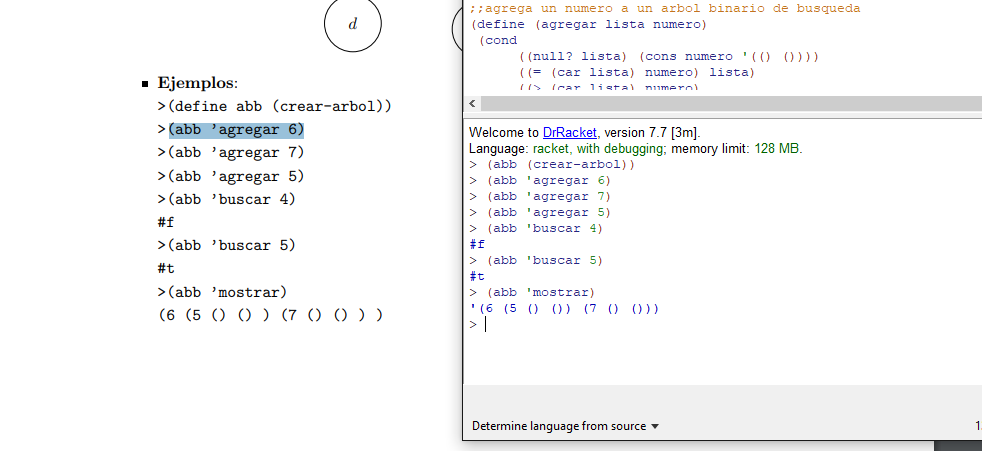 d
▪ Ejemplos:
>(define abb (crear-arbol))
>(abb ’agregar 6)
>(abb ’agregar 7)
>(abb ’agregar 5)
>(abb ’buscar 4)
#f
>(abb ’buscar 5)
#t
>(abb ’mostrar)
(6 (5 () () ) (7 () () ) )
;;agrega un numero a un arbol binario de busqueda
(define (agregar lista numero)
(cond
((null? lista) (cons numero '(() ())))
((= (car lista) numero) lista)
((> (car lista) numero)
Welcome to DrRacket, version 7.7 [3m].
Language: racket, with debugging; memory limit: 128 MB.
> (abb (crear-arbol))
> (abb 'agregar 6)
> (abb 'agregar 7)
> (abb 'agregar 5)
> (abb 'buscar 4)
#f
> (abb 'buscar 5)
#t
> (abb 'mostrar)
'(6 (5 () ()) (7 () ()))
>
Determine language from source